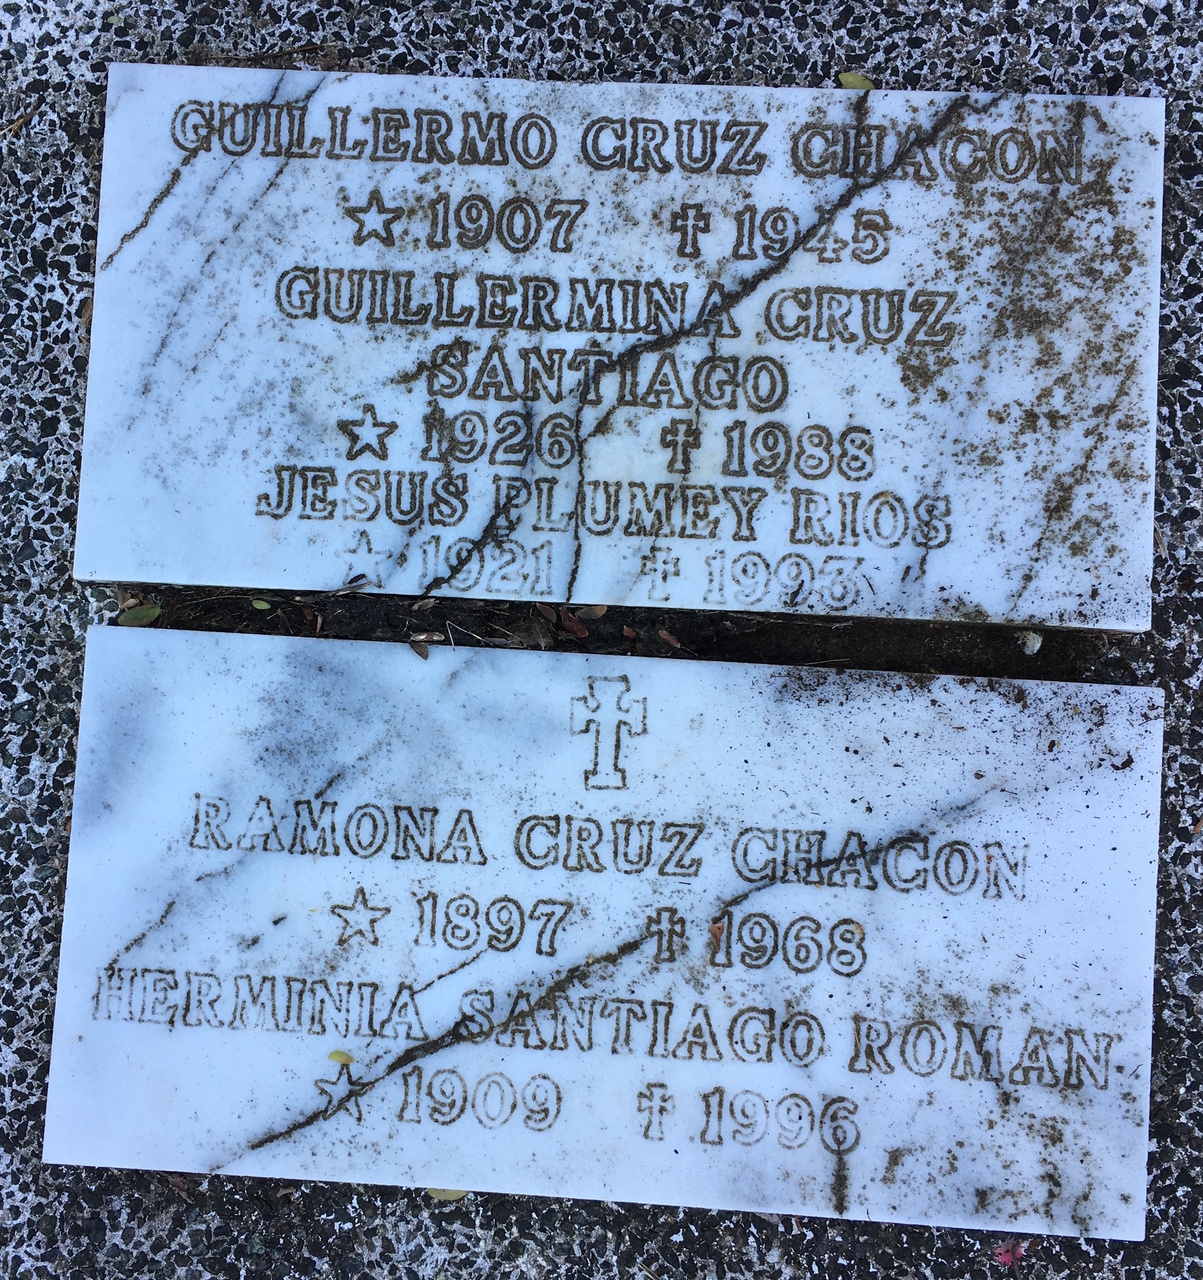 GUILLERMO CRUZ CHACON
☆ 1907 ✝ 1945
GUILLERMINA CRUZ
SANTIAGO
☆ 1926 ✝ 1988
JESUS PLUMEY RIOS
☆ 1921 ✝ 1993
✝
RAMONA CRUZ CHACON
☆ 1897 ✝ 1968
HERMINIA SANTIAGO ROMAN
☆ 1909 ✝ 1996